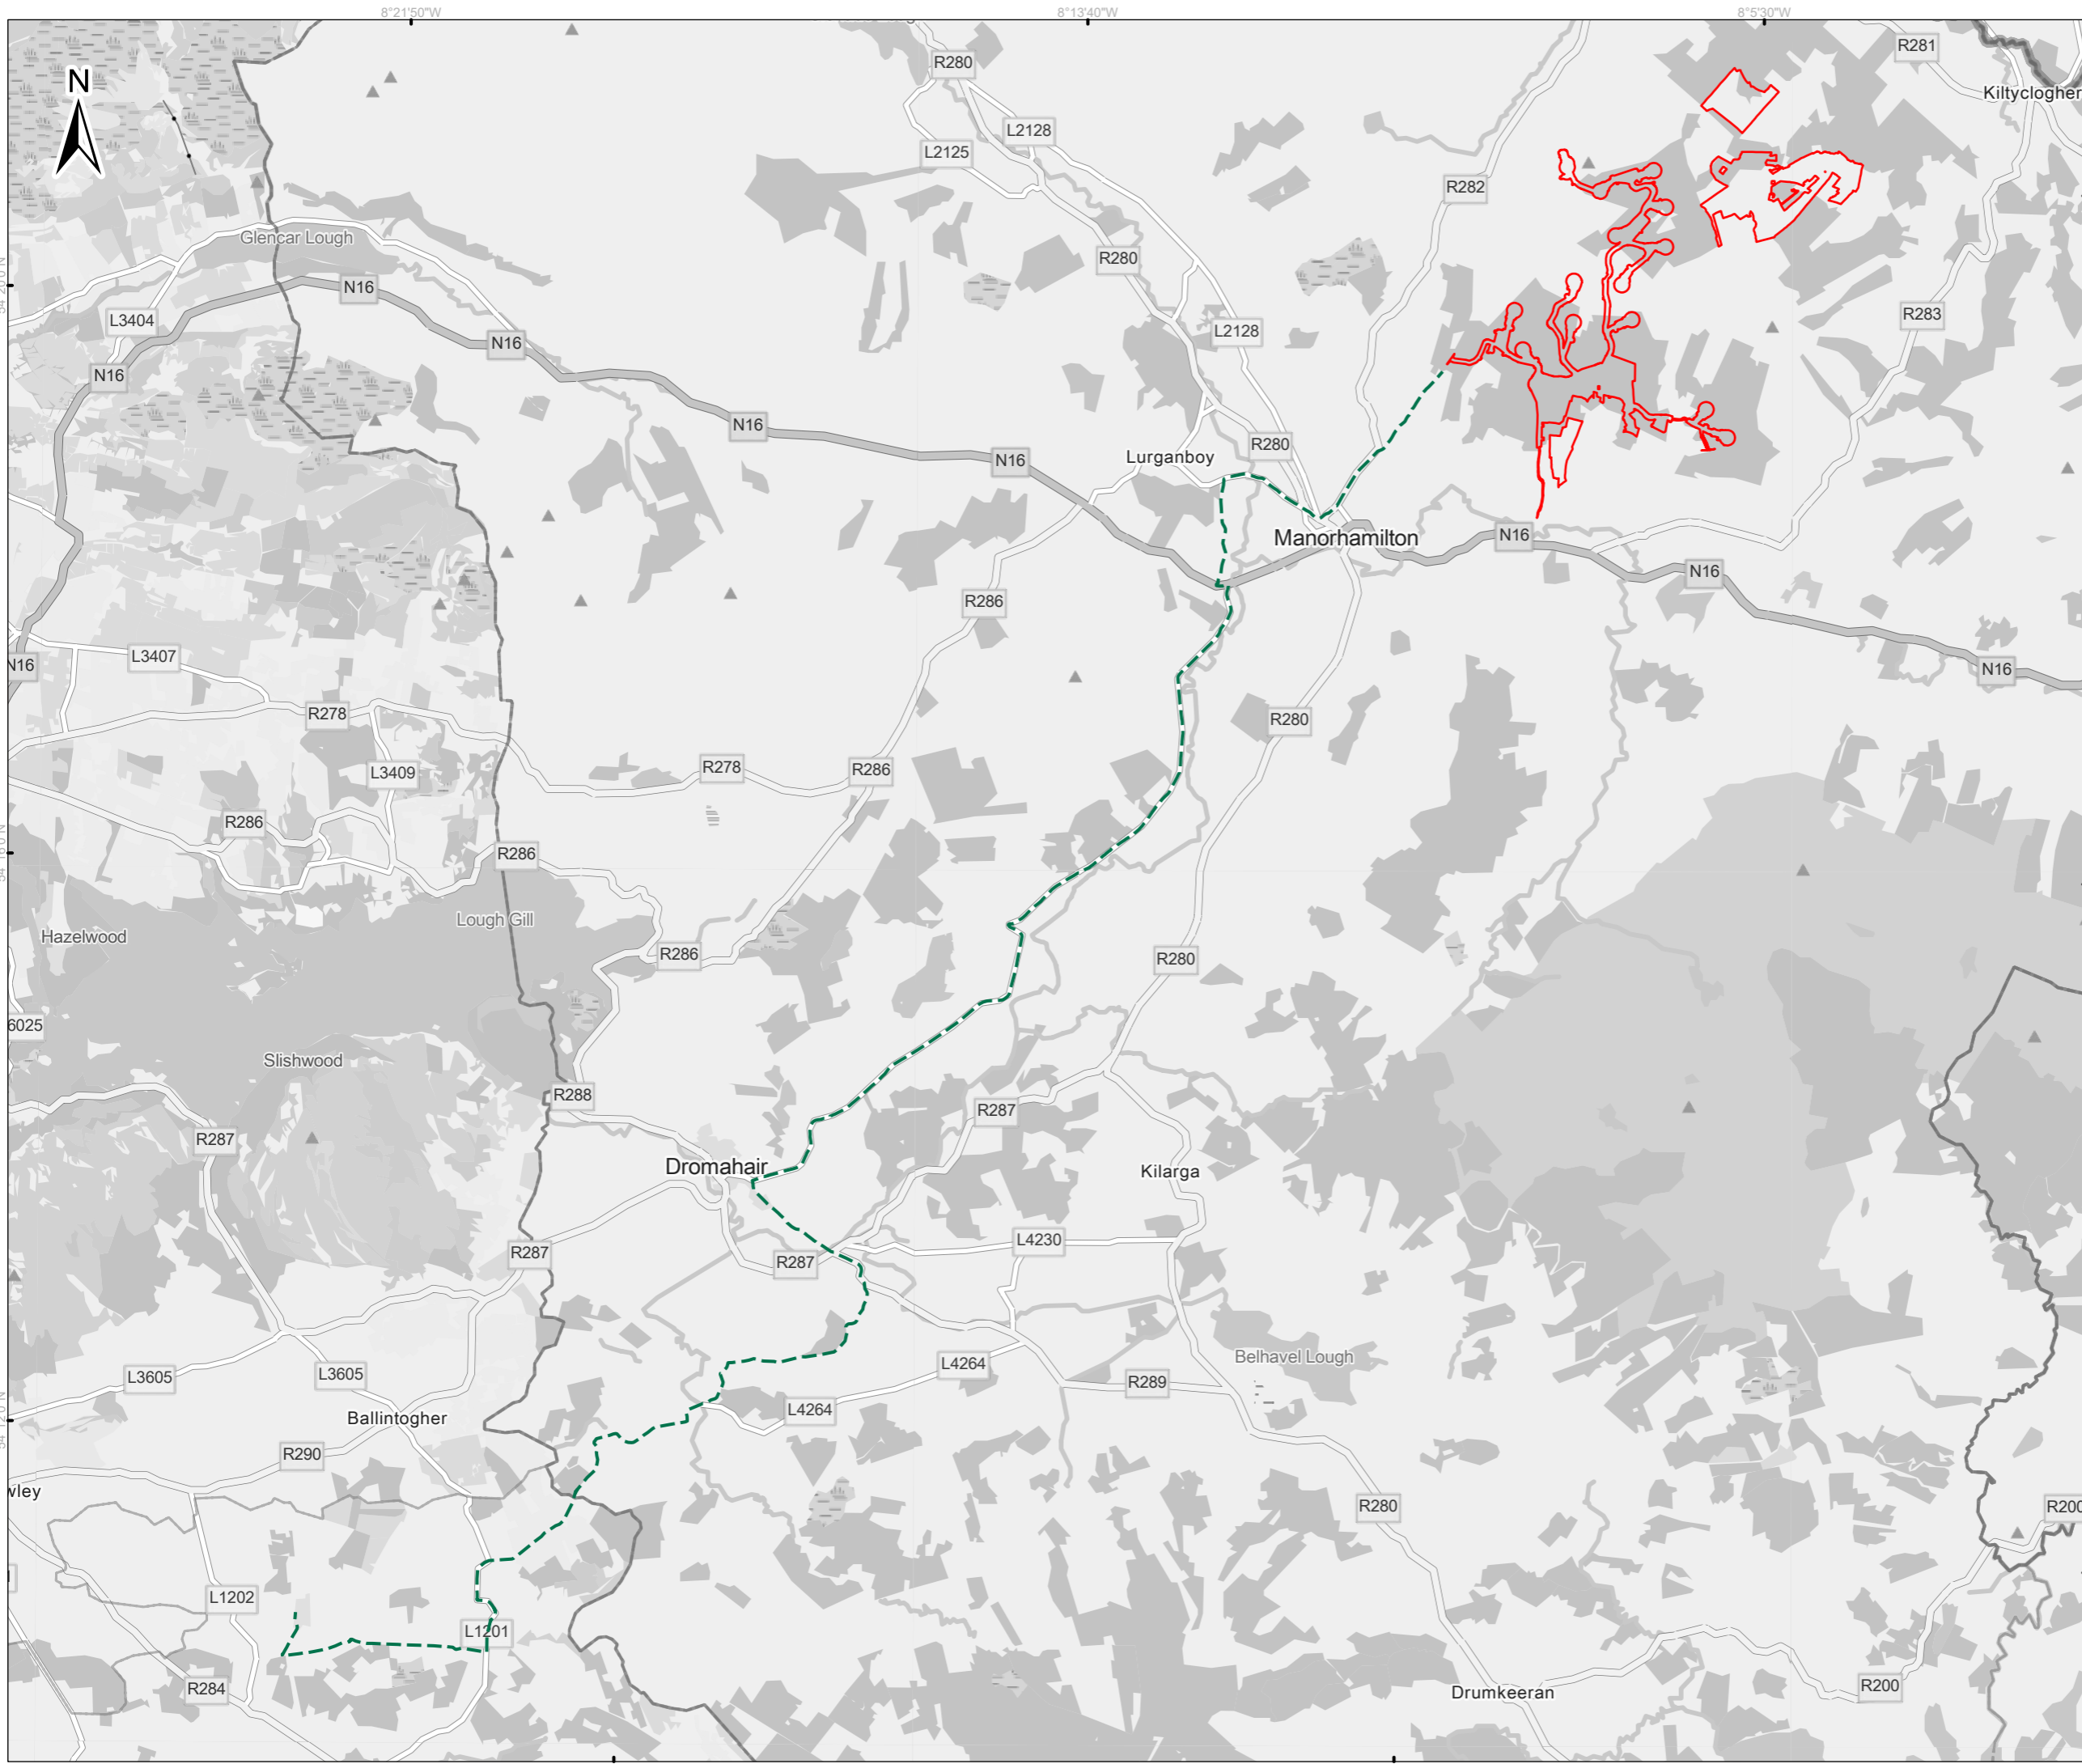 8°21'50"W
8°13'40"W
8°5'30"W
N
R280
R281
Kiltyclogher
L2128
L2125
R282
Glencar Lough
R280
N16
L3404
R283
L2128
N16
N16
N16
R280
Lurganboy
N16
Manorhamilton
N16
N16
R286
L3407
N16
N16
R278
R280
L3409
R278
R286
R286
R286
Lough Gill
Hazelwood
R286
R280
6025
Slishwood
R288
R287
R287
Dromahair
Kilarga
L4230
R287
R287
Belhavel Lough
L4264
L3605
L3605
R289
L4264
Ballintogher
R290
wley
R280
R200
L1202
L1201
R284
R200
Drumkeeran